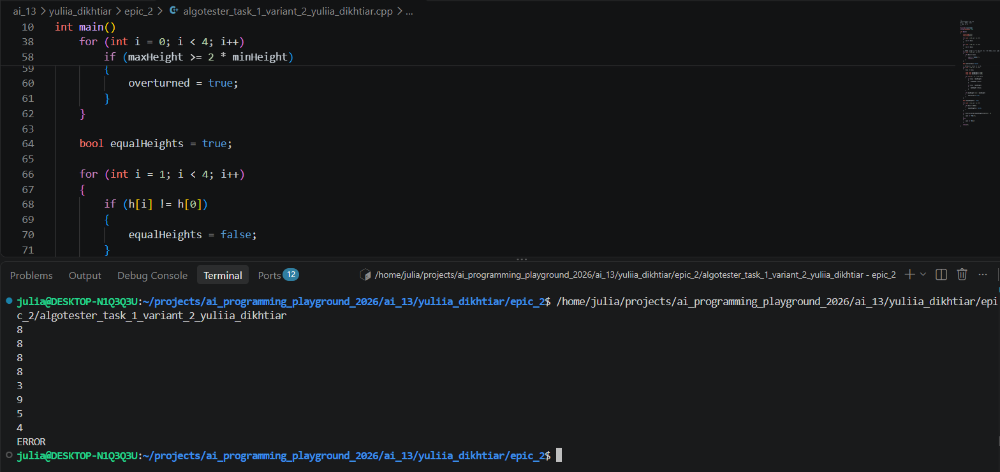 ai_13 > yuliia_dikhtiar > epic_2 > algotester_task_1_variant_2_yuliia_dikhtiar.cpp > ...
10 int main()
38 for (int i = 0; i < 4; i++)
58 if (maxHeight >= 2 * minHeight)
59 {
60 overturned = true;
61 }
62 }
63
64 bool equalHeights = true;
65
66 for (int i = 1; i < 4; i++)
67 {
68 if (h[i] != h[0])
69 {
70 equalHeights = false;
71 }
Problems Output Debug Console Terminal Ports 12 /home/julia/projects/ai_programming_playground_2026/ai_13/yuliia_dikhtiar/epic_2/algotester_task_1_variant_2_yuliia_dikhtiar - epic_2
julia@DESKTOP-N1Q3Q3U:~/projects/ai_programming_playground_2026/ai_13/yuliia_dikhtiar/epic_2$ /home/julia/projects/ai_programming_playground_2026/ai_13/yuliia_dikhtiar/epi
c_2/algotester_task_1_variant_2_yuliia_dikhtiar
8
8
8
8
3
9
5
4
ERROR
julia@DESKTOP-N1Q3Q3U:~/projects/ai_programming_playground_2026/ai_13/yuliia_dikhtiar/epic_2$